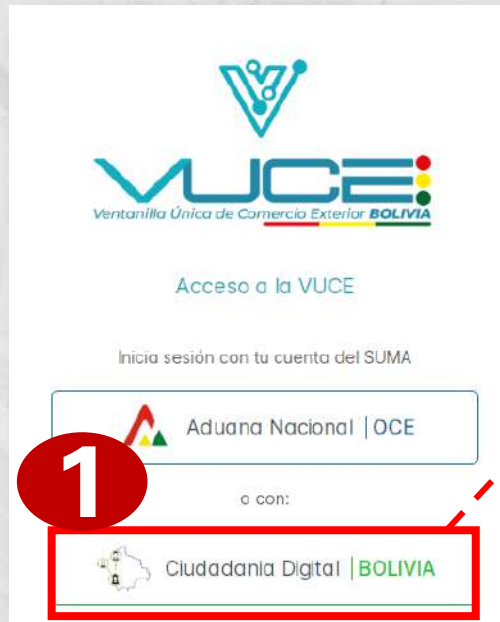 VUCE
Ventanilla Única de Comercio Exterior BOLIVIA
Acceso a la VUCE
Inicia sesión con tu cuenta del SUMA
Aduana Nacional | OCE
1
o con:
Ciudadania Digital | BOLIVIA